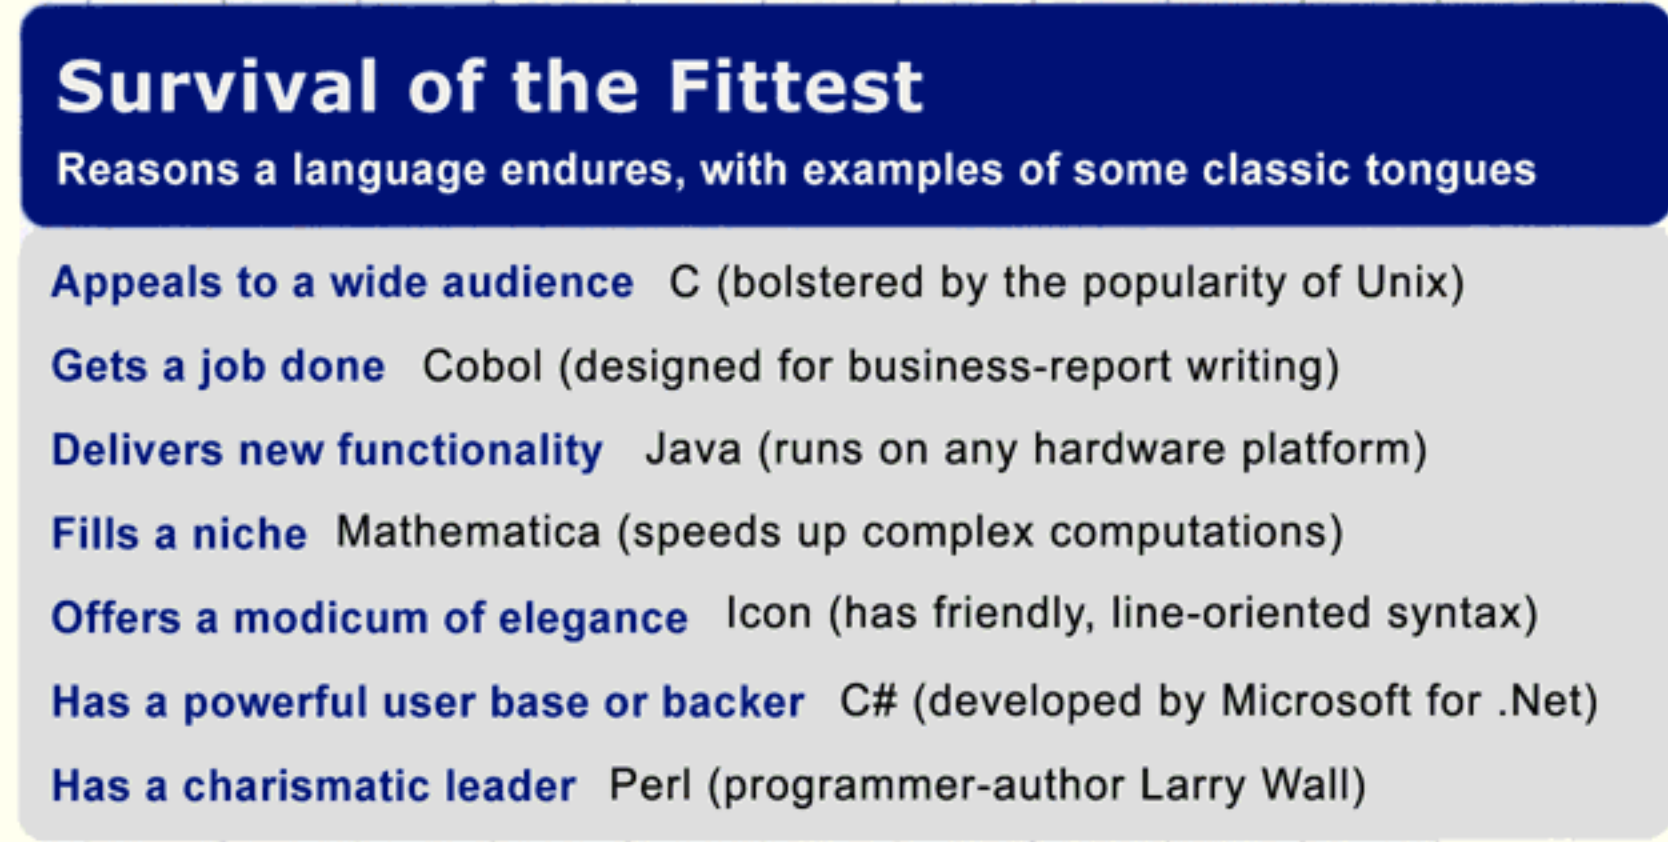 Survival of the Fittest
Reasons a language endures, with examples of some classic tongues
Appeals to a wide audience C (bolstered by the popularity of Unix)
Gets a job done Cobol (designed for business-report writing)
Delivers new functionality Java (runs on any hardware platform)
Fills a niche Mathematica (speeds up complex computations)
Offers a modicum of elegance Icon (has friendly, line-oriented syntax)
Has a powerful user base or backer C# (developed by Microsoft for .Net)
Has a charismatic leader Perl (programmer-author Larry Wall)